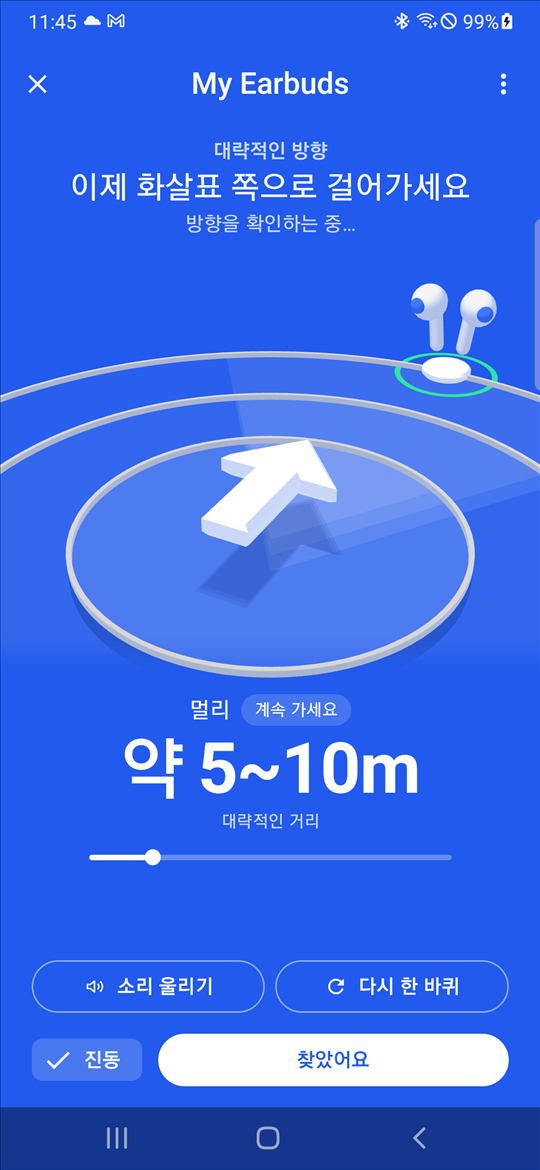 11:45
99%
My Earbuds
대략적인 방향
이제 화살표 쪽으로 걸어가세요
방향을 확인하는 중...
멀리 계속 가세요
약 5~10m
대략적인 거리
소리 울리기
다시 한 바퀴
진동
찾았어요